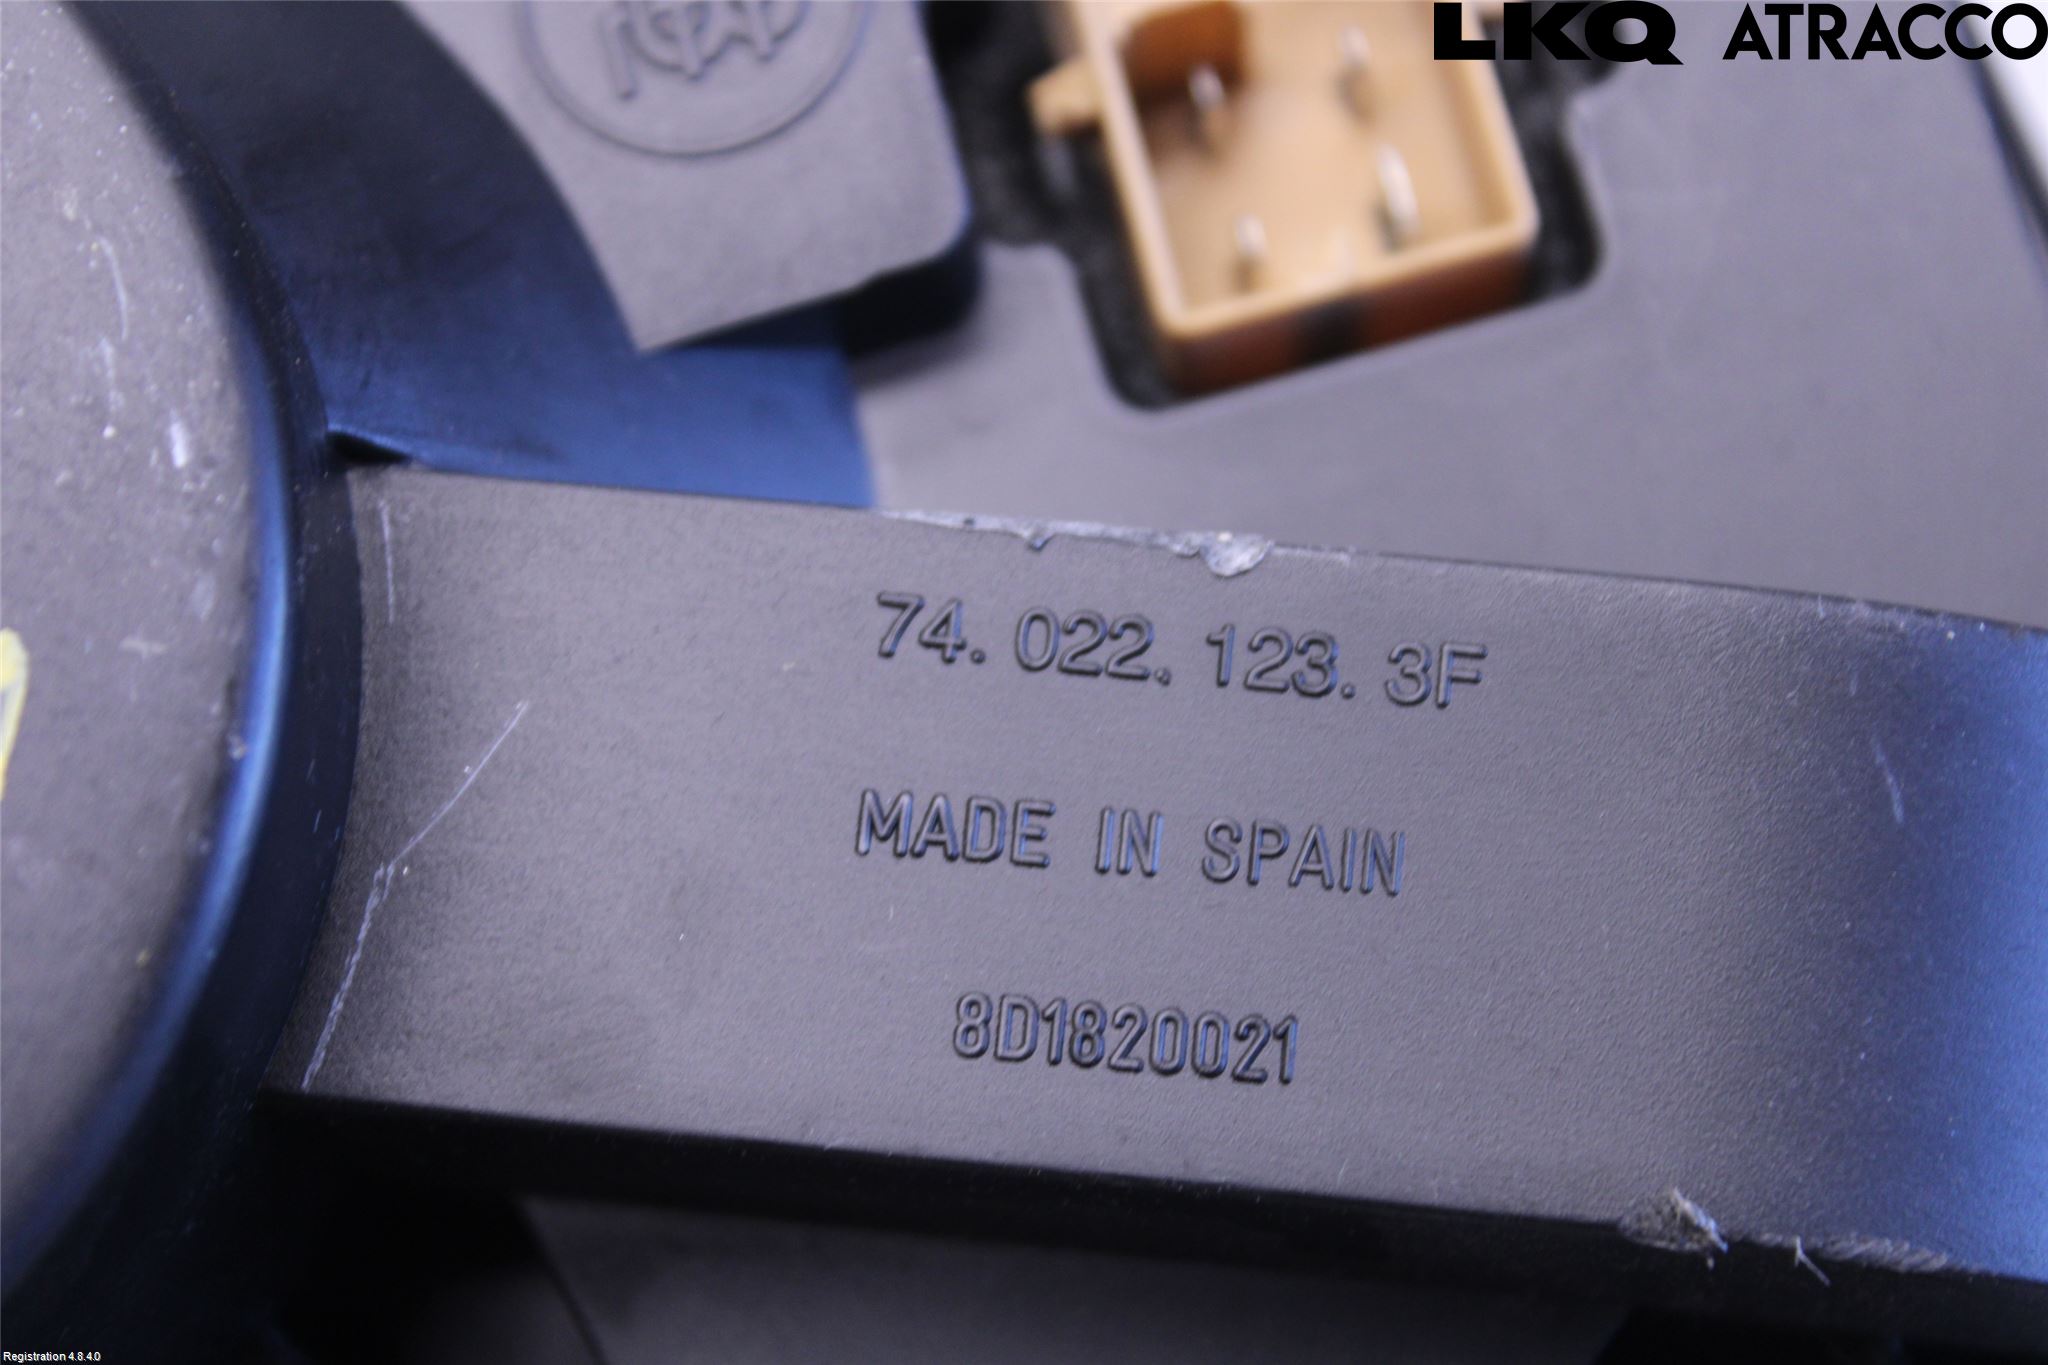 LKQ ATRACCO
74. 022. 123. 3F
MADE IN SPAIN
8D1820021
Registration 4.8.4.0